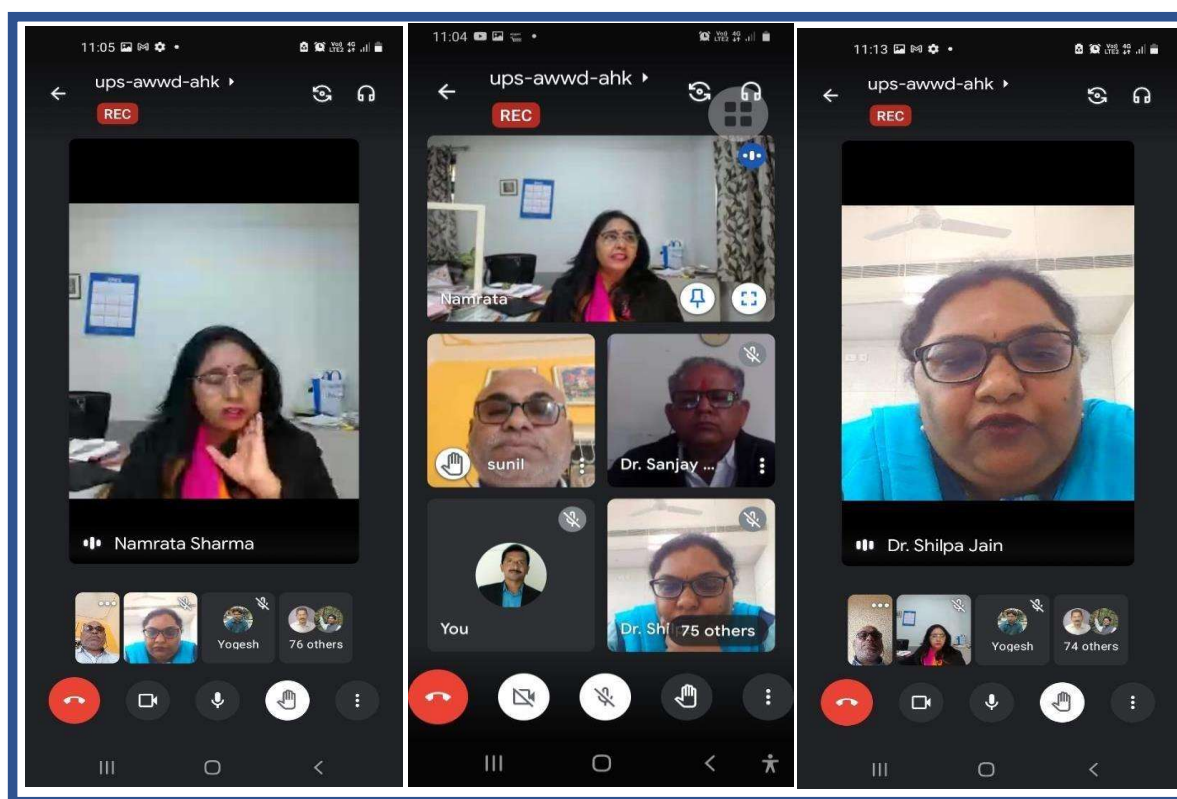 11:05
ups-awwd-ahk
REC
Namrata Sharma
Yogesh
76 others
11:04
ups-awwd-ahk
REC
Namrata
sunil
Dr. Sanjay ...
You
Dr. Shi
75 others
11:13
ups-awwd-ahk
REC
Dr. Shilpa Jain
Yogesh
74 others